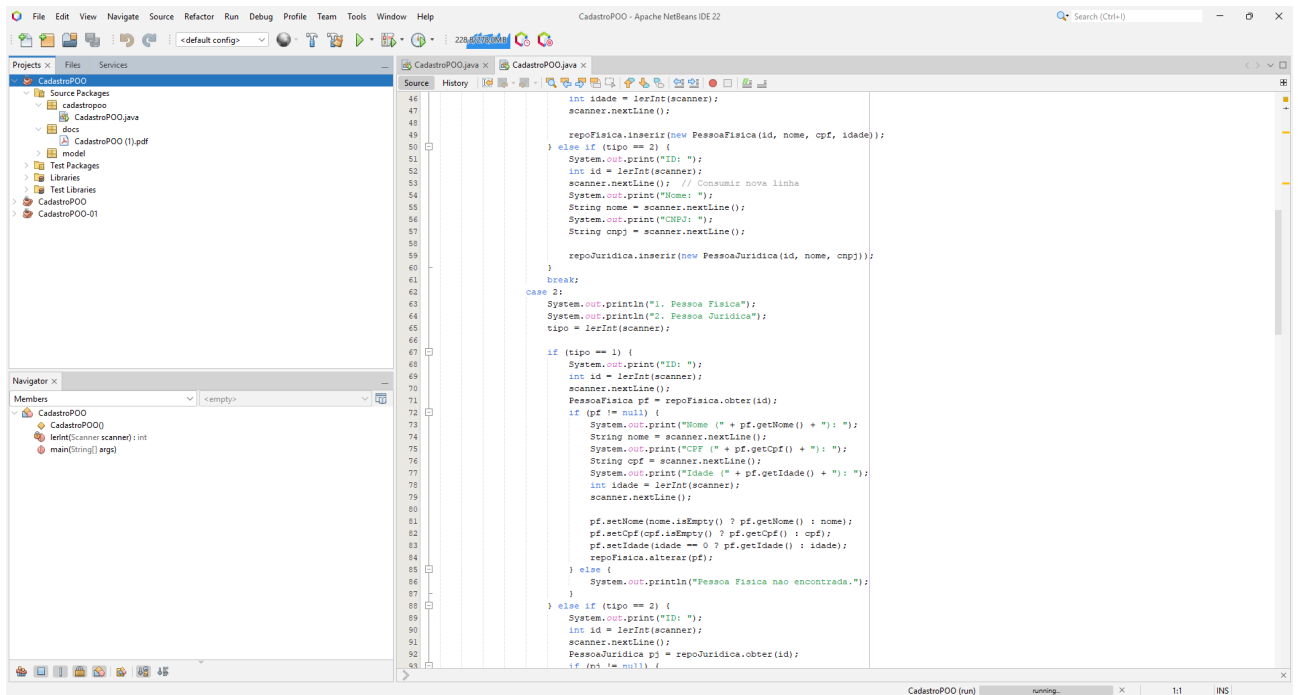 File Edit View Navigate Source Refactor Run Debug Profile Team Tools Window Help
CadastroPOO - Apache NetBeans IDE 22
Search (Ctrl+I)
<default config>
Projects
Files
Services
CadastroPOO
Source Packages
cadastropoo
CadastroPOO.java
docs
CadastroPOO (1).pdf
model
Test Packages
Libraries
Test Libraries
CadastroPOO
CadastroPOO-01
Navigator
Members
<empty>
CadastroPOO
CadastroPOO()
lerInt(Scanner scanner) : int
main(String[] args)
CadastroPOO.java
CadastroPOO.java
Source
History
46 int idade = lerInt(scanner);
47 scanner.nextLine();
48
49 repoFisica.inserir(new PessoaFisica(id, nome, cpf, idade));
50 } else if (tipo == 2) {
51 System.out.print("ID: ");
52 int id = lerInt(scanner);
53 scanner.nextLine(); // Consumir nova linha
54 System.out.print("Nome: ");
55 String nome = scanner.nextLine();
56 System.out.print("CNPJ: ");
57 String cnpj = scanner.nextLine();
58
59 repoJuridica.inserir(new PessoaJuridica(id, nome, cnpj));
60 }
61 break;
62 case 2:
63 System.out.println("1. Pessoa Fisica");
64 System.out.println("2. Pessoa Juridica");
65 tipo = lerInt(scanner);
66
67 if (tipo == 1) {
68 System.out.print("ID: ");
69 int id = lerInt(scanner);
70 scanner.nextLine();
71 PessoaFisica pf = repoFisica.obter(id);
72 if (pf != null) {
73 System.out.print("Nome (" + pf.getNome() + "): ");
74 String nome = scanner.nextLine();
75 System.out.print("CPF (" + pf.getCpf() + "): ");
76 String cpf = scanner.nextLine();
77 System.out.print("Idade (" + pf.getIdade() + "): ");
78 int idade = lerInt(scanner);
79 scanner.nextLine();
80
81 pf.setNome(nome.isEmpty() ? pf.getNome() : nome);
82 pf.setCpf(cpf.isEmpty() ? pf.getCpf() : cpf);
83 pf.setIdade(idade == 0 ? pf.getIdade() : idade);
84 repoFisica.alterar(pf);
85 } else {
86 System.out.println("Pessoa Fisica nao encontrada.");
87 }
88 } else if (tipo == 2) {
89 System.out.print("ID: ");
90 int id = lerInt(scanner);
91 scanner.nextLine();
92 PessoaJuridica pj = repoJuridica.obter(id);
93 if (pj != null) {
CadastroPOO (run)
running...
1:1
INS